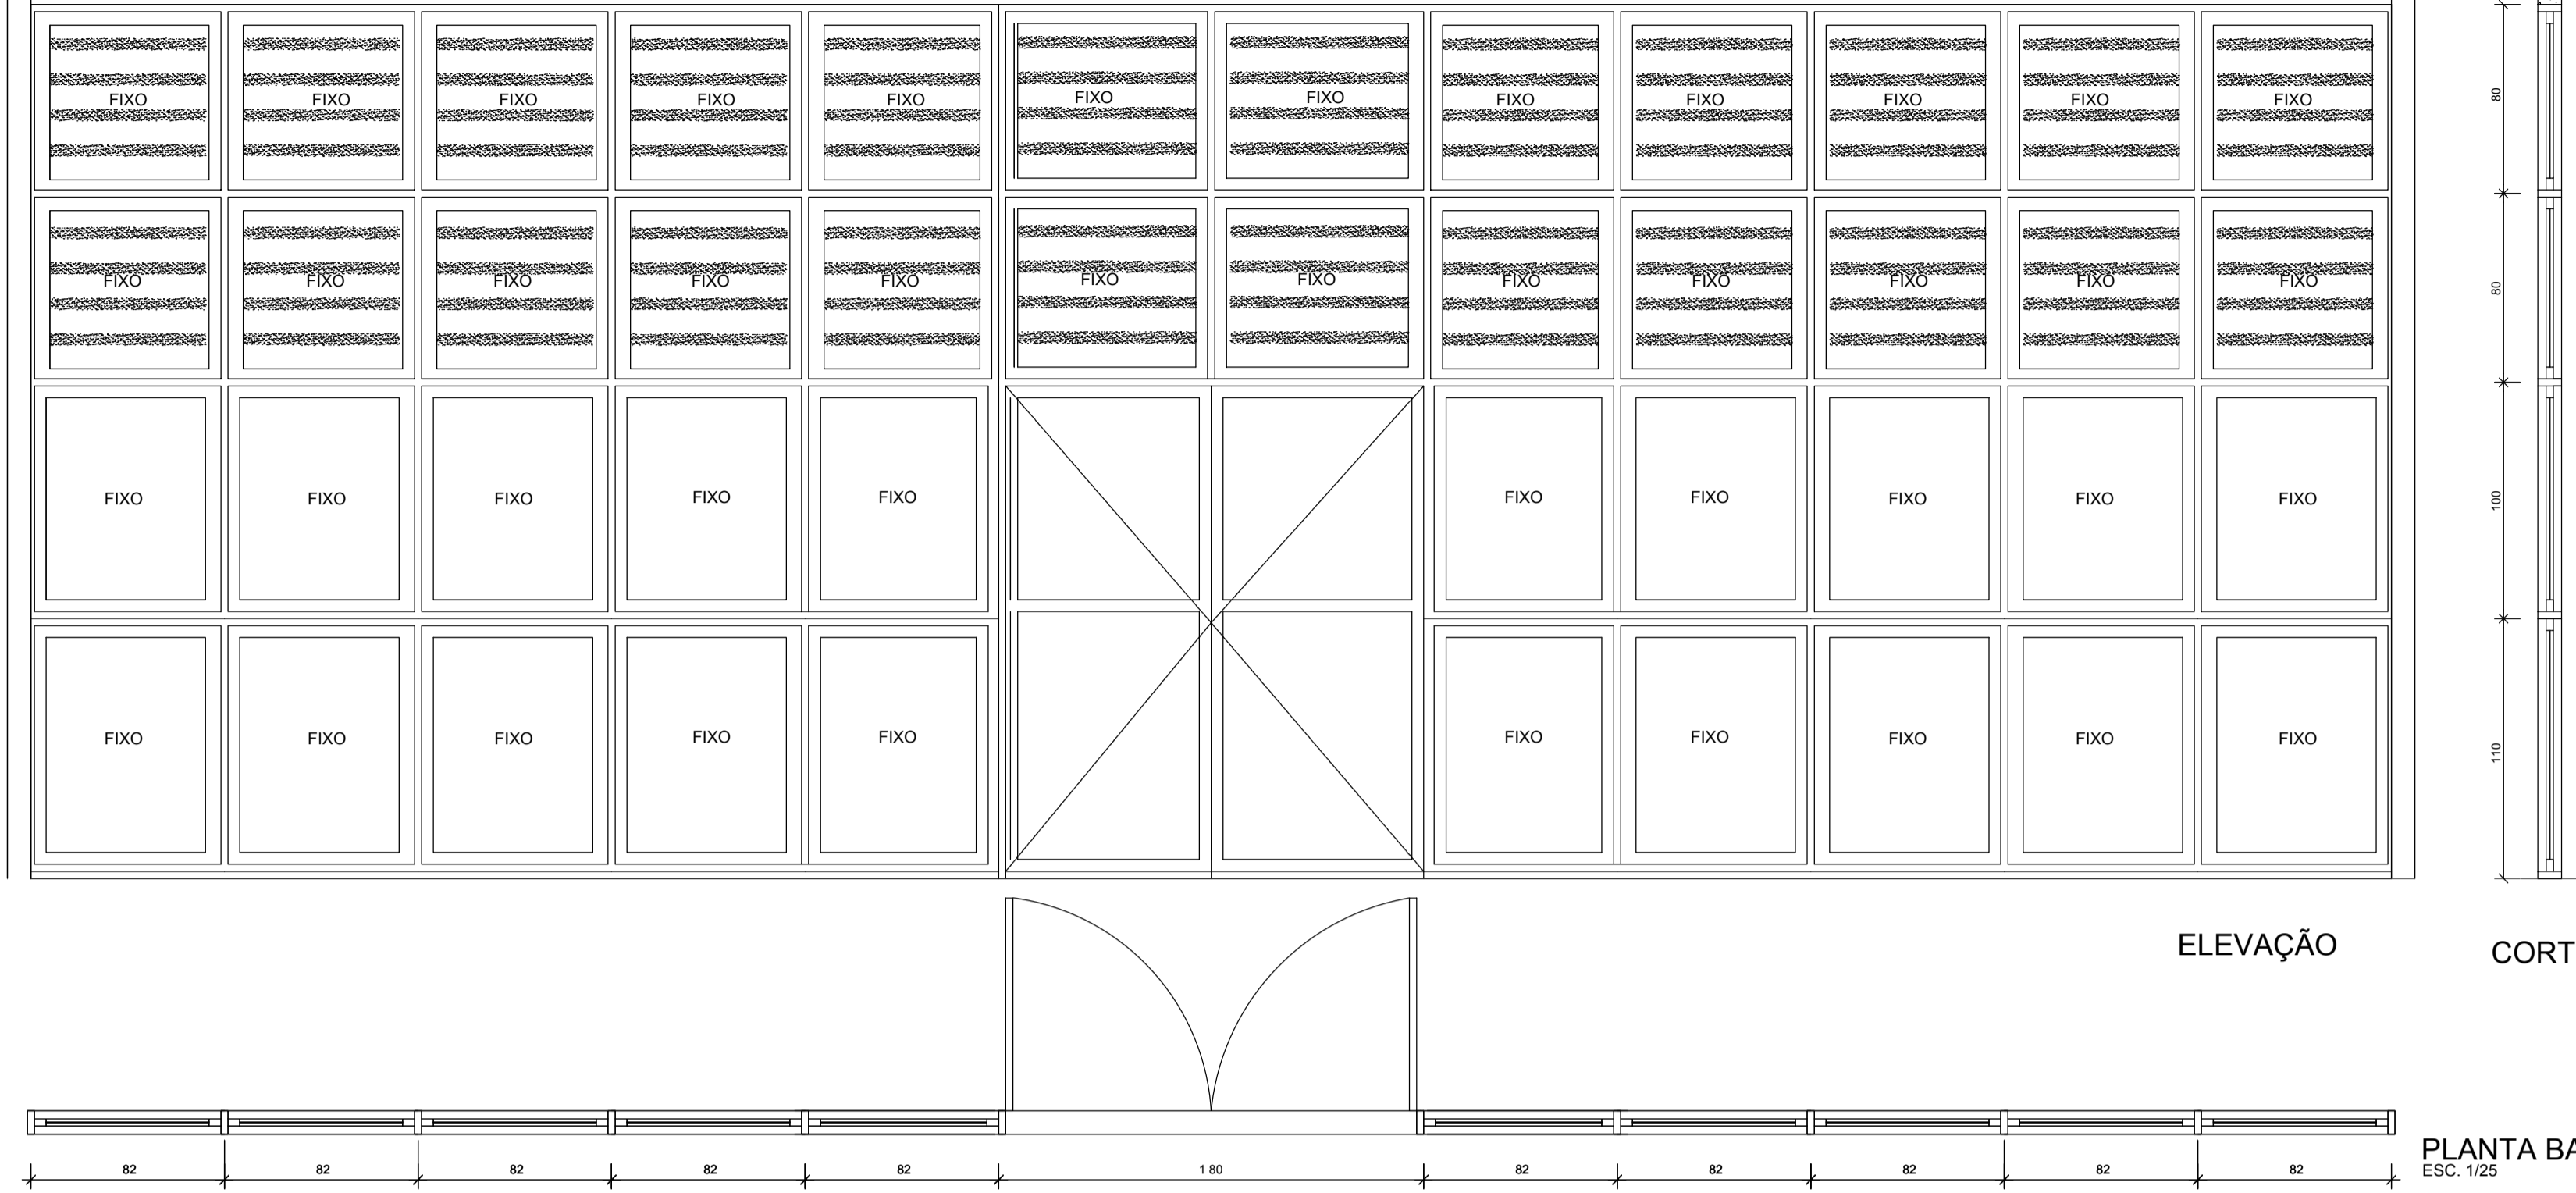 FIXO FIXO FIXO FIXO FIXO FIXO FIXO FIXO FIXO FIXO FIXO FIXO
80
FIXO FIXO FIXO FIXO FIXO FIXO FIXO FIXO FIXO FIXO FIXO FIXO
80
FIXO FIXO FIXO FIXO FIXO FIXO FIXO FIXO FIXO FIXO
100
FIXO FIXO FIXO FIXO FIXO FIXO FIXO FIXO FIXO FIXO
110
ELEVAÇÃO
CORT
82 82 82 82 82 1 80 82 82 82 82 82
PLANTA BA
ESC. 1/25